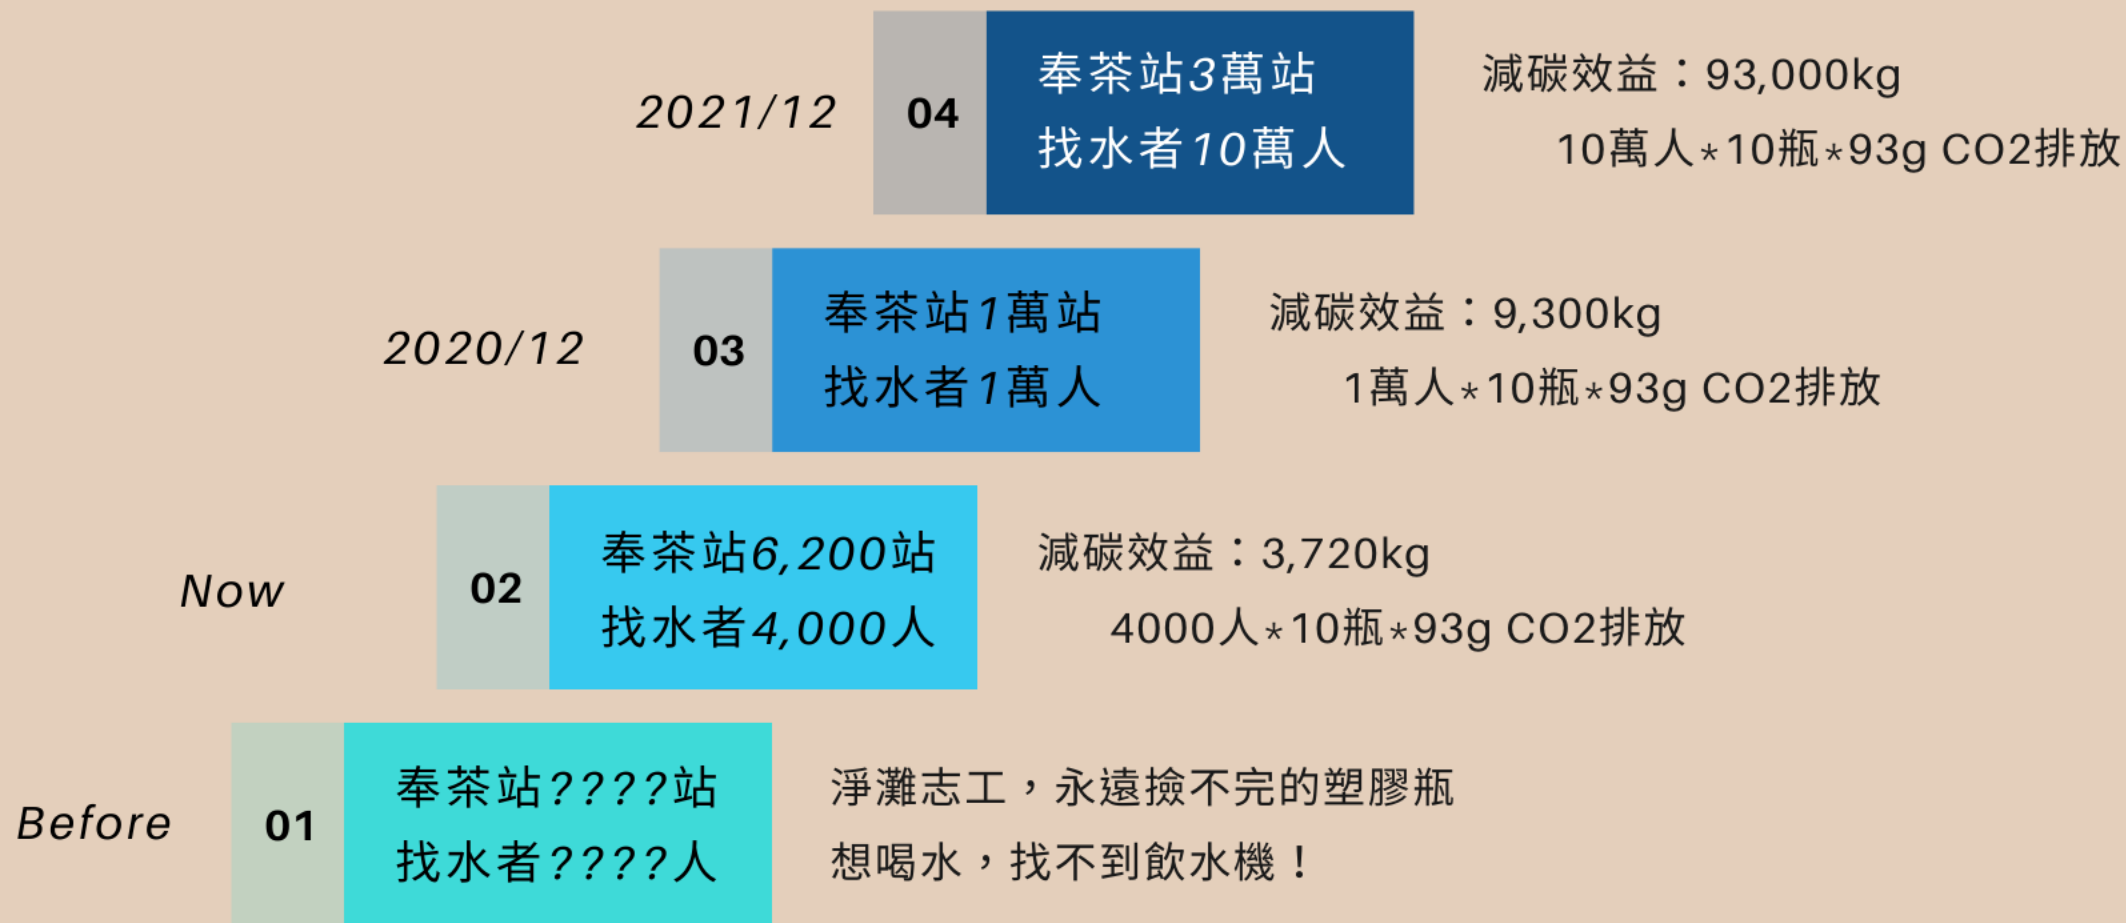 2021/12
04
奉茶站3萬站
找水者10萬人
減碳效益：93,000kg
10萬人*10瓶*93g CO2排放
2020/12
03
奉茶站1萬站
找水者1萬人
減碳效益：9,300kg
1萬人*10瓶*93g CO2排放
Now
02
奉茶站6,200站
找水者4,000人
減碳效益：3,720kg
4000人*10瓶*93g CO2排放
Before
01
奉茶站????站
找水者????人
淨灘志工，永遠撿不完的塑膠瓶
想喝水，找不到飲水機！